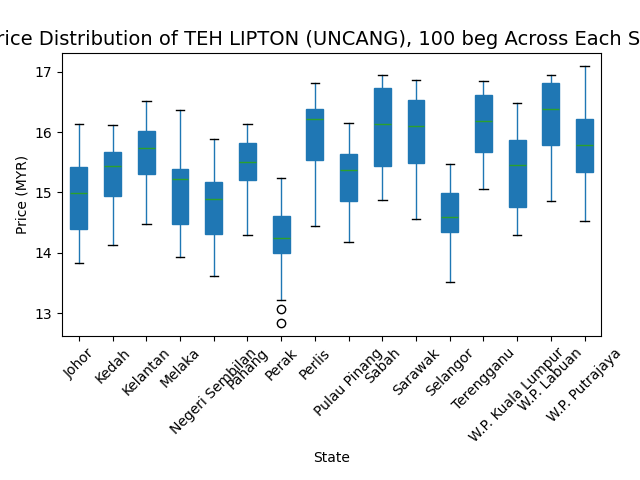 rice Distribution of TEH LIPTON (UNCANG), 100 beg Across Each S
17
16
15
14
13
Price (MYR)
Johor
Kedah
Kelantan
Melaka
Negeri Sembilan
Pahang
Perak
Perlis
Pulau Pinang
Sabah
Sarawak
Selangor
Terengganu
W.P. Kuala Lumpur
W.P. Labuan
W.P. Putrajaya
State